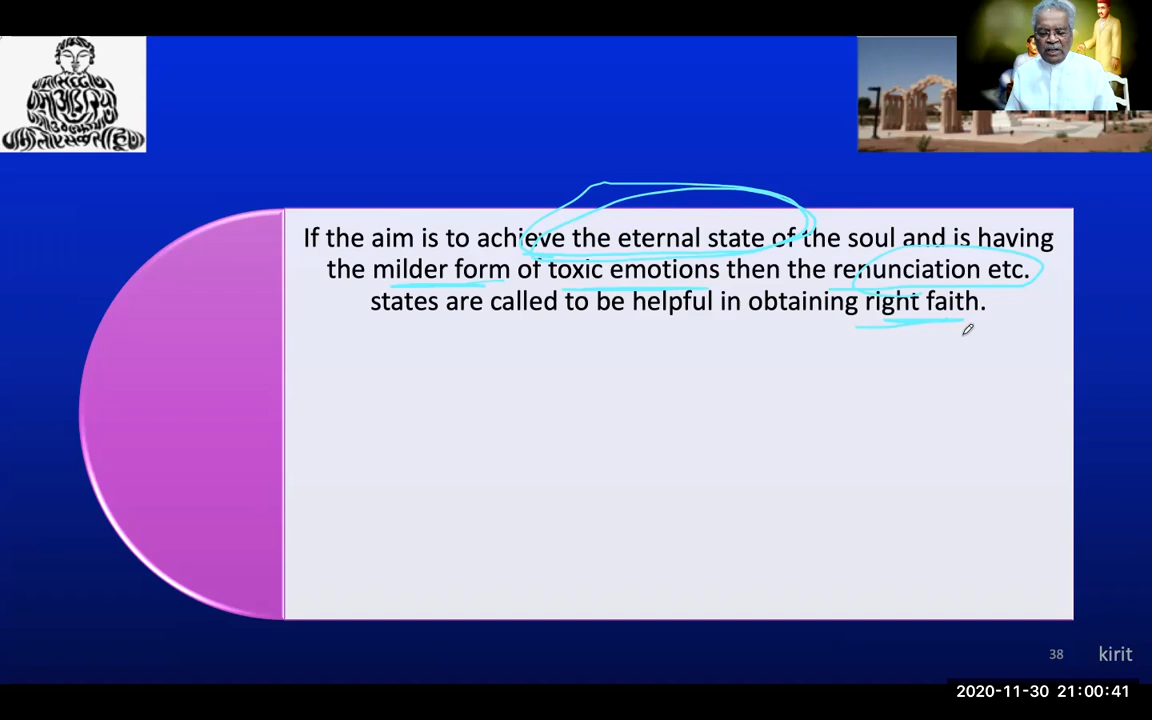 If the aim is to achieve the eternal state of the soul and is having
the milder form of toxic emotions then the renunciation etc.
states are called to be helpful in obtaining right faith.
38
kirit
2020-11-30 21:00:41